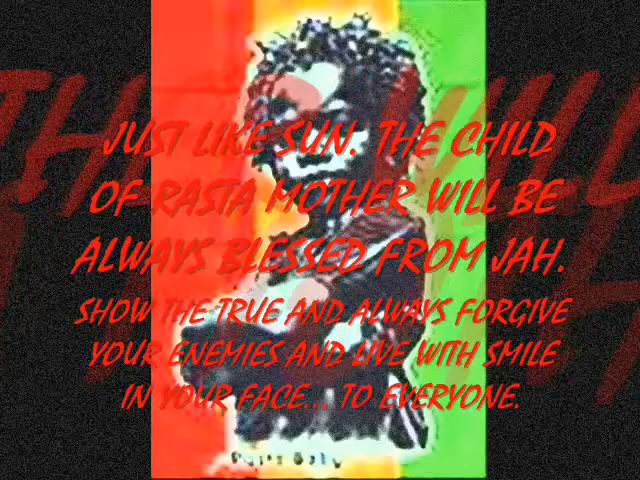 JUST LIKE SUN. THE CHILD
OF RASTA MOTHER WILL BE
ALWAYS BLESSED FROM JAH.
SHOW THE TRUE AND ALWAYS FORGIVE
YOUR ENEMIES AND LIVE WITH SMILE
IN YOUR FACE... TO EVERYONE.
Baby